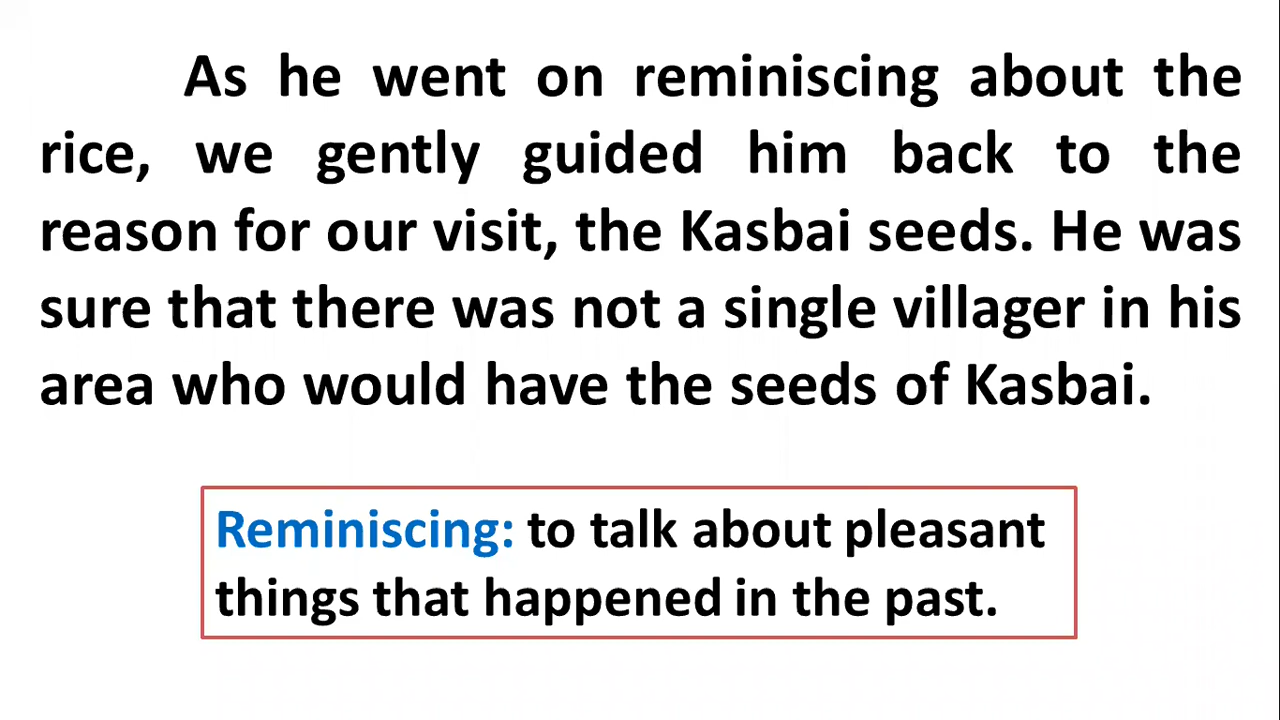 As he went on reminiscing about the
rice, we gently guided him back to the
reason for our visit, the Kasbai seeds. He was
sure that there was not a single villager in his
area who would have the seeds of Kasbai.
Reminiscing: to talk about pleasant
things that happened in the past.